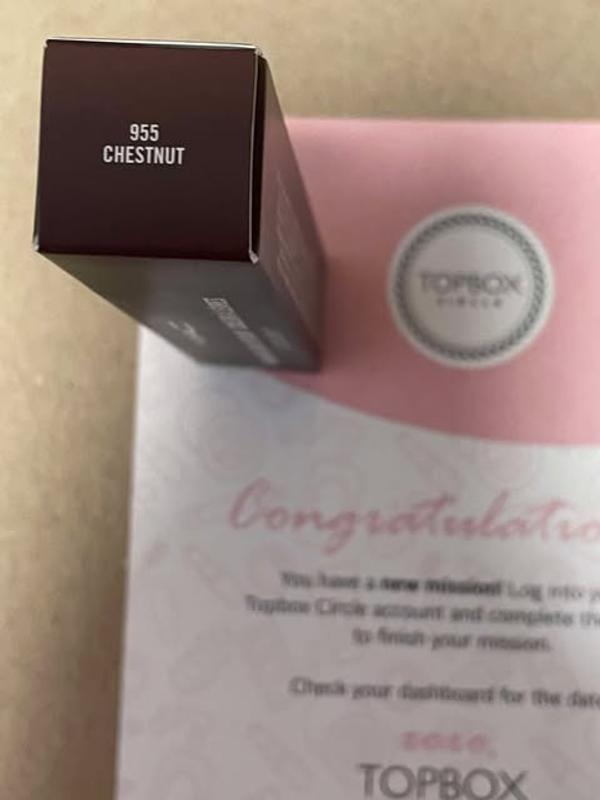 955
CHESTNUT
TOPBOX
CIRCLE
Congratulatio
You have a new mission! Log into y
Topbox Circle account and complete th
to finish your mission.
Check your dashboard for the date
xoxo,
TOPBOX